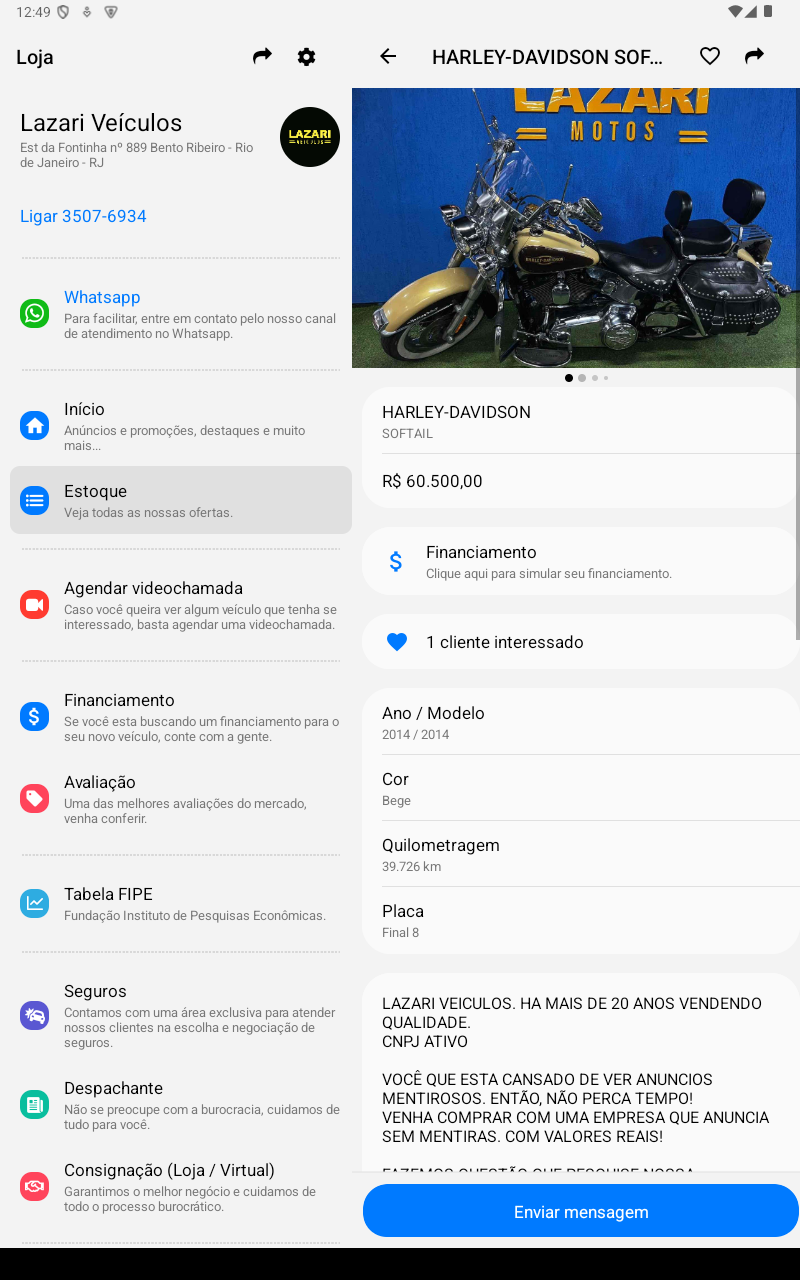 12:49
Loja
Lazari Veículos
Est da Fontinha nº 889 Bento Ribeiro - Rio
de Janeiro - RJ
LAZARI
VEÍCULOS
Ligar 3507-6934
Whatsapp
Para facilitar, entre em contato pelo nosso canal
de atendimento no Whatsapp.
Início
Anúncios e promoções, destaques e muito
mais...
Estoque
Veja todas as nossas ofertas.
Agendar videochamada
Caso você queira ver algum veículo que tenha se
interessado, basta agendar uma videochamada.
Financiamento
Se você esta buscando um financiamento para o
seu novo veículo, conte com a gente.
Avaliação
Uma das melhores avaliações do mercado,
venha conferir.
Tabela FIPE
Fundação Instituto de Pesquisas Econômicas.
Seguros
Contamos com uma área exclusiva para atender
nossos clientes na escolha e negociação de
seguros.
Despachante
Não se preocupe com a burocracia, cuidamos de
tudo para você.
Consignação (Loja / Virtual)
Garantimos o melhor negócio e cuidamos de
todo o processo burocrático.
HARLEY-DAVIDSON SOF...
LAZARI
MOTOS
HARLEY-DAVIDSON
HARLEY-DAVIDSON
SOFTAIL
R$ 60.500,00
Financiamento
Clique aqui para simular seu financiamento.
1 cliente interessado
Ano / Modelo
2014 / 2014
Cor
Bege
Quilometragem
39.726 km
Placa
Final 8
LAZARI VEICULOS. HA MAIS DE 20 ANOS VENDENDO
QUALIDADE.
CNPJ ATIVO
VOCÊ QUE ESTA CANSADO DE VER ANUNCIOS
MENTIROSOS. ENTÃO, NÃO PERCA TEMPO!
VENHA COMPRAR COM UMA EMPRESA QUE ANUNCIA
SEM MENTIRAS. COM VALORES REAIS!
FAZEMOS QUESTÃO QUE PESQUISE NOSSA
Enviar mensagem